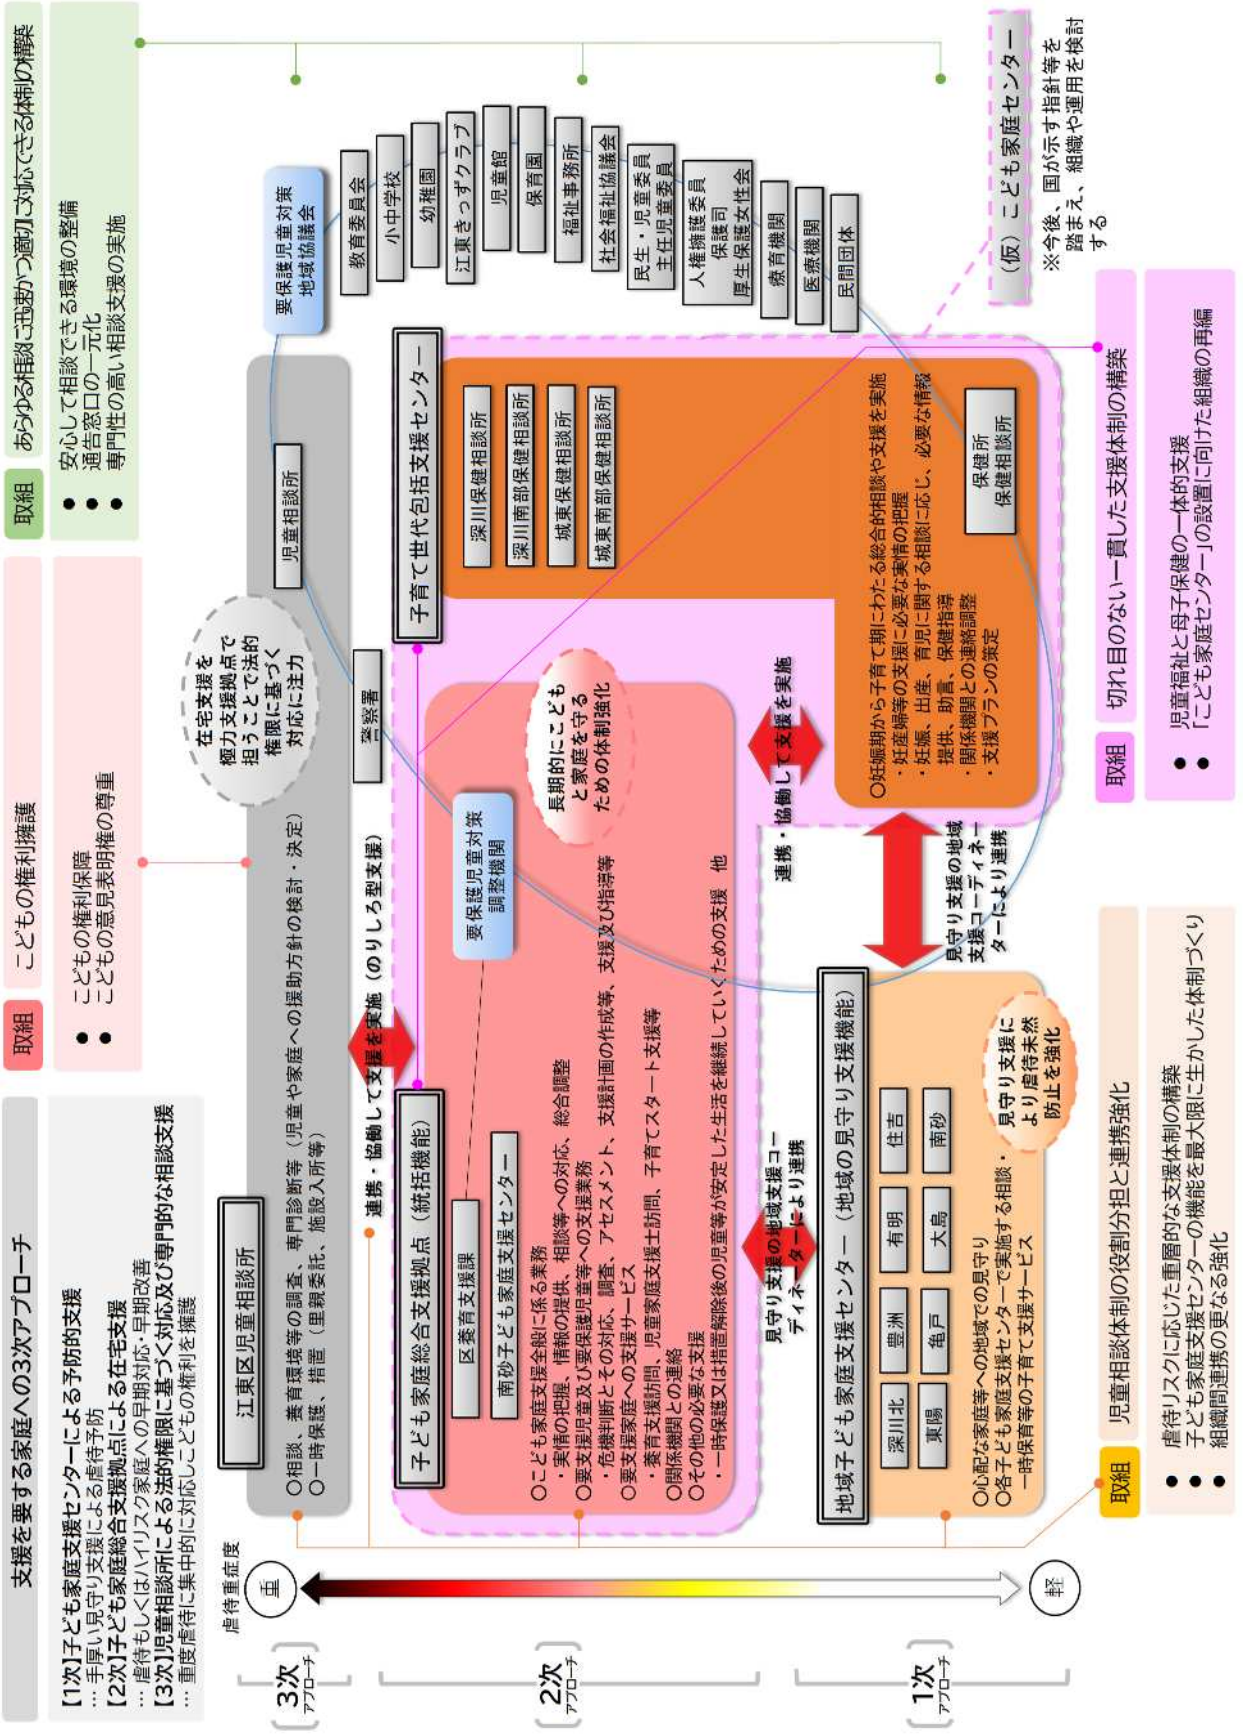 支援を要する家庭への3次アプローチ
【1次】子ども家庭支援センターによる予防的支援
… 手厚い見守り支援による虐待予防
【2次】子ども家庭総合支援拠点による在宅支援
… 虐待もしくはハイリスク家庭への早期対応・早期改善
【3次】児童相談所による法的権限に基づく対応及び専門的な相談支援
… 重度虐待に集中的に対応しこどもの権利を擁護
取組
こどもの権利擁護
● こどもの権利保障
● こどもの意見表明権の尊重
取組
あらゆる相談に迅速かつ適切に対応できる体制の構築
● 安心して相談できる環境の整備
● 通告窓口の一元化
● 専門性の高い相談支援の実施
虐待重症度
重
軽
3次
アプローチ
2次
アプローチ
1次
アプローチ
江東区児童相談所
〇相談、養育環境等の調査、専門診断等（児童や家庭への援助方針の検討・決定）
〇一時保護、措置（里親委託、施設入所等）
在宅支援を
極力支援拠点で
担うことで法的
権限に基づく
対応に注力
児童相談所
警察署
要保護児童対策
地域協議会
教育委員会
小中学校
幼稚園
江東きっずクラブ
児童館
保育園
福祉事務所
社会福祉協議会
民生・児童委員
主任児童委員
人権擁護委員
保護司
厚生保護女性会
療育機関
医療機関
民間団体
連携・協働して支援を実施（のりしろ型支援）
子ども家庭総合支援拠点（統括機能）
区養育支援課
南砂子ども家庭支援センター
要保護児童対策
調整機関
長期的にこども
と家庭を守る
ための体制強化
〇こども家庭支援全般に係る業務
・実情の把握、情報の提供、相談等への対応、総合調整
〇要支援児童及び要保護児童等への支援業務
・危機判断とその対応、調査、アセスメント、支援計画の作成等、支援及び指導等
〇要支援家庭への支援サービス
・養育支援訪問、児童家庭支援士訪問、子育てスタート支援等
〇関係機関との連絡
〇その他の必要な支援
・一時保護又は措置解除後の児童等が安定した生活を継続していくための支援 他
子育て世代包括支援センター
深川保健相談所
深川南部保健相談所
城東保健相談所
城東南部保健相談所
〇妊娠期から子育て期にわたる総合的相談や支援を実施
・妊産婦等の支援に必要な実情の把握
・妊娠、出産、育児に関する相談に応じ、必要な情報
提供、助言、保健指導
・関係機関との連絡調整
・支援プランの策定
保健所
保健相談所
連携・協働して支援を実施
見守り支援の地域支援コー
ディネーターにより連携
見守り支援の地域
支援コーディネー
ターにより連携
地域子ども家庭支援センター（地域の見守り支援機能）
深川北
豊洲
有明
住吉
東陽
亀戸
大島
南砂
〇心配な家庭等への地域での見守り
〇各子ども家庭支援センターで実施する相談・
一時保育等の子育て支援サービス
見守り支援に
より虐待未然
防止を強化
（仮）こども家庭センター
※今後、国が示す指針等を
踏まえ、組織や運用を検討
する
取組
児童相談体制の役割分担と連携強化
● 虐待リスクに応じた重層的な支援体制の構築
● 子ども家庭支援センターの機能を最大限に生かした体制づくり
● 組織間連携の更なる強化
取組
切れ目のない一貫した支援体制の構築
● 児童福祉と母子保健の一体的支援
● 「こども家庭センター」の設置に向けた組織の再編